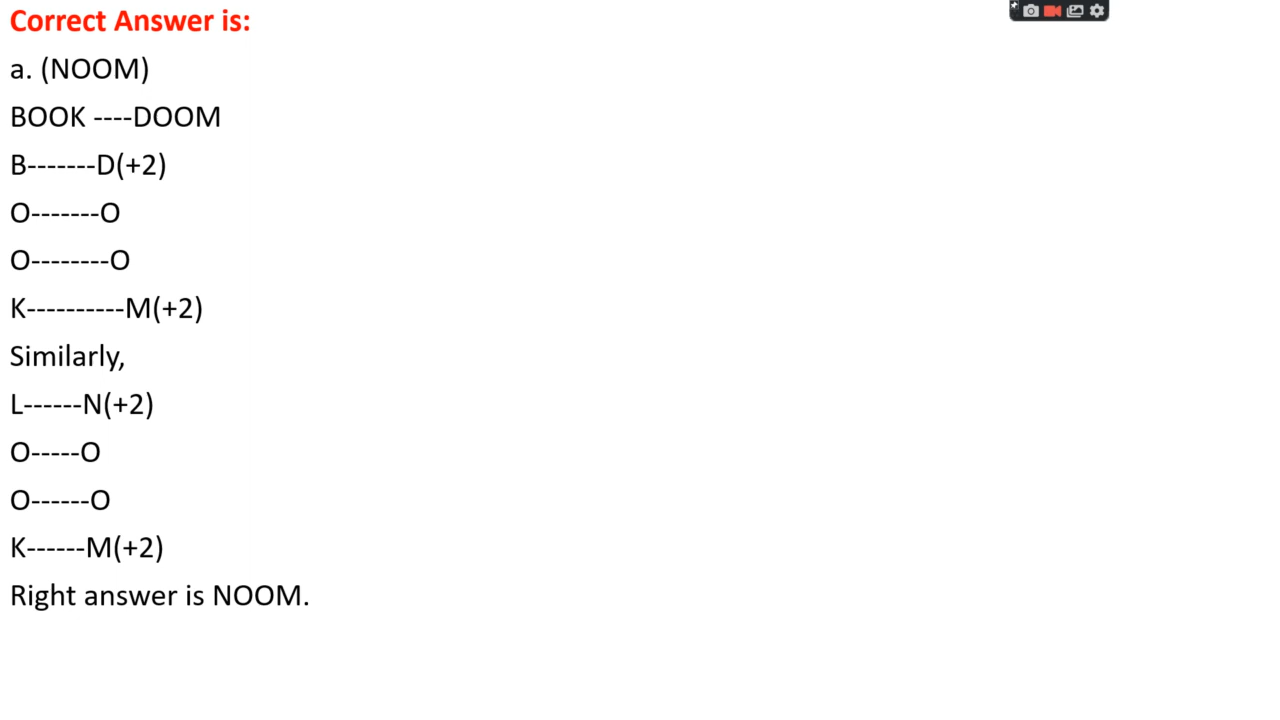 Correct Answer is:
a. (NOOM)
BOOK ----DOOM
B-------D(+2)
O-------O
O--------O
K----------M(+2)
Similarly,
L------N(+2)
O-----O
O------O
K------M(+2)
Right answer is NOOM.